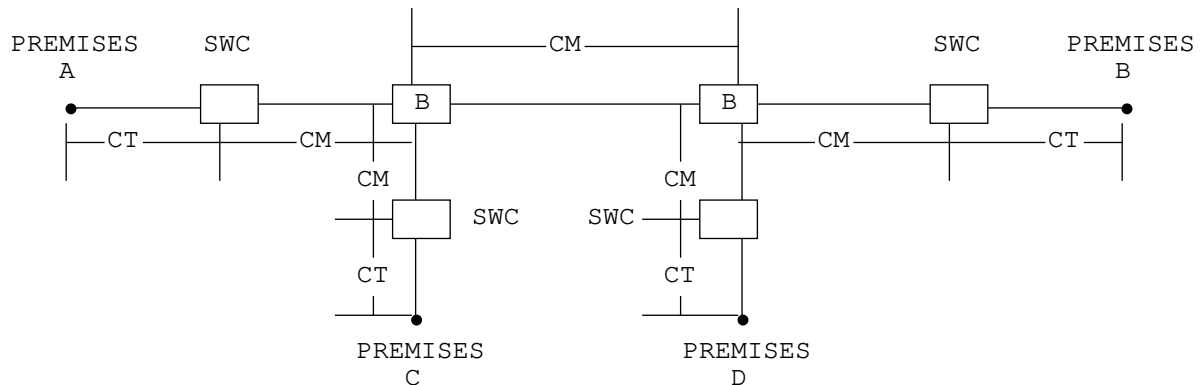 CM
PREMISES SWC SWC PREMISES
A B
B B
CT CM CM CT
CM CM
SWC SWC
CT CT
PREMISES PREMISES
C D